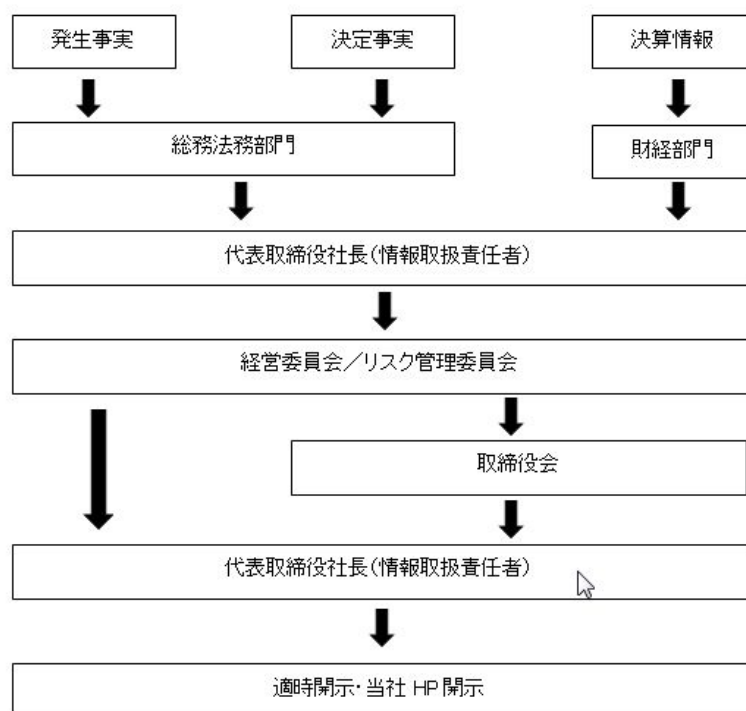 発生事実
決定事実
決算情報
総務法務部門
財経部門
代表取締役社長(情報取扱責任者)
経営委員会／リスク管理委員会
取締役会
代表取締役社長(情報取扱責任者)
適時開示・当社 HP 開示